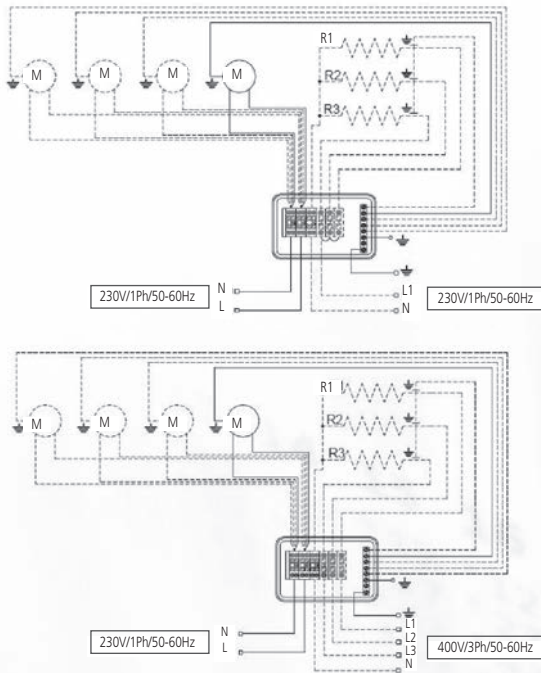 R1
M M M M
R2
R3
N
230V/1Ph/50-60Hz
L
L1
230V/1Ph/50-60Hz
N
R1
M M M M
R2
R3
N
230V/1Ph/50-60Hz
L
L1
L2
L3
400V/3Ph/50-60Hz
N